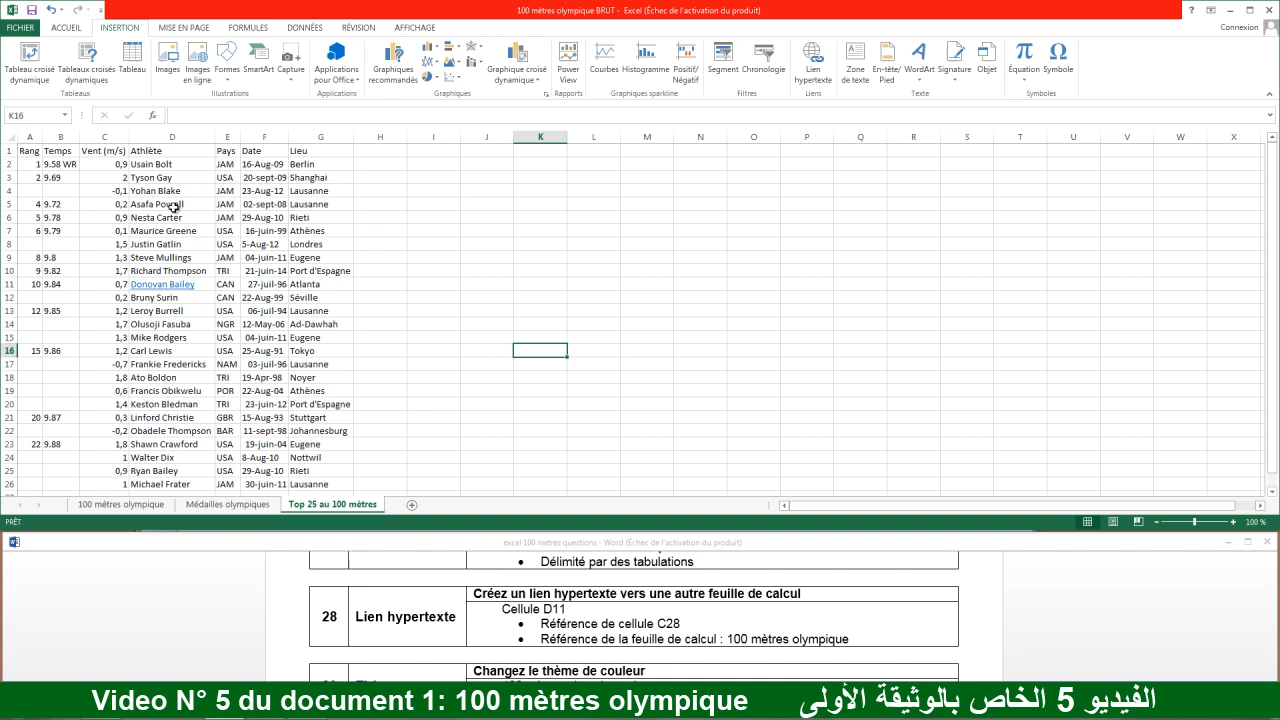 100 mètres olympique BRUT - Excel (Échec de l'activation du produit)
FICHIER ACCUEIL INSERTION MISE EN PAGE FORMULES DONNÉES RÉVISION AFFICHAGE Connexion
Tableau croisé dynamique Tableaux croisés dynamiques Tableau Images Images en ligne Formes SmartArt Capture Applications pour Office Graphiques recommandés Graphique croisé dynamique Power View Courbes Histogramme Positif/Négatif Segment Chronologie Lien hypertexte Zone de texte En-tête/Pied WordArt Signature Objet Équation Symbole
Tableaux Illustrations Applications Graphiques Rapports Graphiques sparkline Filtres Liens Texte Symboles
K16 fx
A B C D E F G H I J K L M N O P Q R S T U V W X
1 Rang Temps Vent (m/s) Athlète Pays Date Lieu
2 1 9.58 WR 0,9 Usain Bolt JAM 16-Aug-09 Berlin
3 2 9.69 2 Tyson Gay USA 20-sept-09 Shanghai
4 -0,1 Yohan Blake JAM 23-Aug-12 Lausanne
5 4 9.72 0,2 Asafa Powell JAM 02-sept-08 Lausanne
6 5 9.78 0,9 Nesta Carter JAM 29-Aug-10 Rieti
7 6 9.79 0,1 Maurice Greene USA 16-juin-99 Athènes
8 1,5 Justin Gatlin USA 5-Aug-12 Londres
9 8 9.8 1,3 Steve Mullings JAM 04-juin-11 Eugene
10 9 9.82 1,7 Richard Thompson TRI 21-juin-14 Port d'Espagne
11 10 9.84 0,7 Donovan Bailey CAN 27-juil-96 Atlanta
12 0,2 Bruny Surin CAN 22-Aug-99 Séville
13 12 9.85 1,2 Leroy Burrell USA 06-juil-94 Lausanne
14 1,7 Olusoji Fasuba NGR 12-May-06 Ad-Dawhah
15 1,3 Mike Rodgers USA 04-juin-11 Eugene
16 15 9.86 1,2 Carl Lewis USA 25-Aug-91 Tokyo
17 -0,7 Frankie Fredericks NAM 03-juil-96 Lausanne
18 1,8 Ato Boldon TRI 19-Apr-98 Noyer
19 0,6 Francis Obikwelu POR 22-Aug-04 Athènes
20 1,4 Keston Bledman TRI 23-juin-12 Port d'Espagne
21 20 9.87 0,3 Linford Christie GBR 15-Aug-93 Stuttgart
22 -0,2 Obadele Thompson BAR 11-sept-98 Johannesburg
23 22 9.88 1,8 Shawn Crawford USA 19-juin-04 Eugene
24 1 Walter Dix USA 8-Aug-10 Nottwil
25 0,9 Ryan Bailey USA 29-Aug-10 Rieti
26 1 Michael Frater JAM 30-juin-11 Lausanne
100 mètres olympique Médailles olympiques Top 25 au 100 mètres
PRÊT 100 %
excel 100 metres questions - Word (Échec de l'activation du produit)
• Délimité par des tabulations
28 Lien hypertexte Créez un lien hypertexte vers une autre feuille de calcul
Cellule D11
• Référence de cellule C28
• Référence de la feuille de calcul : 100 mètres olympique
Changez le thème de couleur
Video N° 5 du document 1: 100 mètres olympique الفيديو 5 الخاص بالوثيقة الأولى